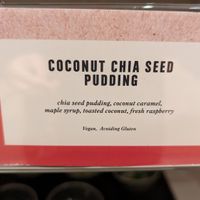 COCONUT CHIA SEED
PUDDING
chia seed pudding, coconut caramel,
maple syrup, toasted coconut, fresh raspberry
Vegan, Avoiding Gluten